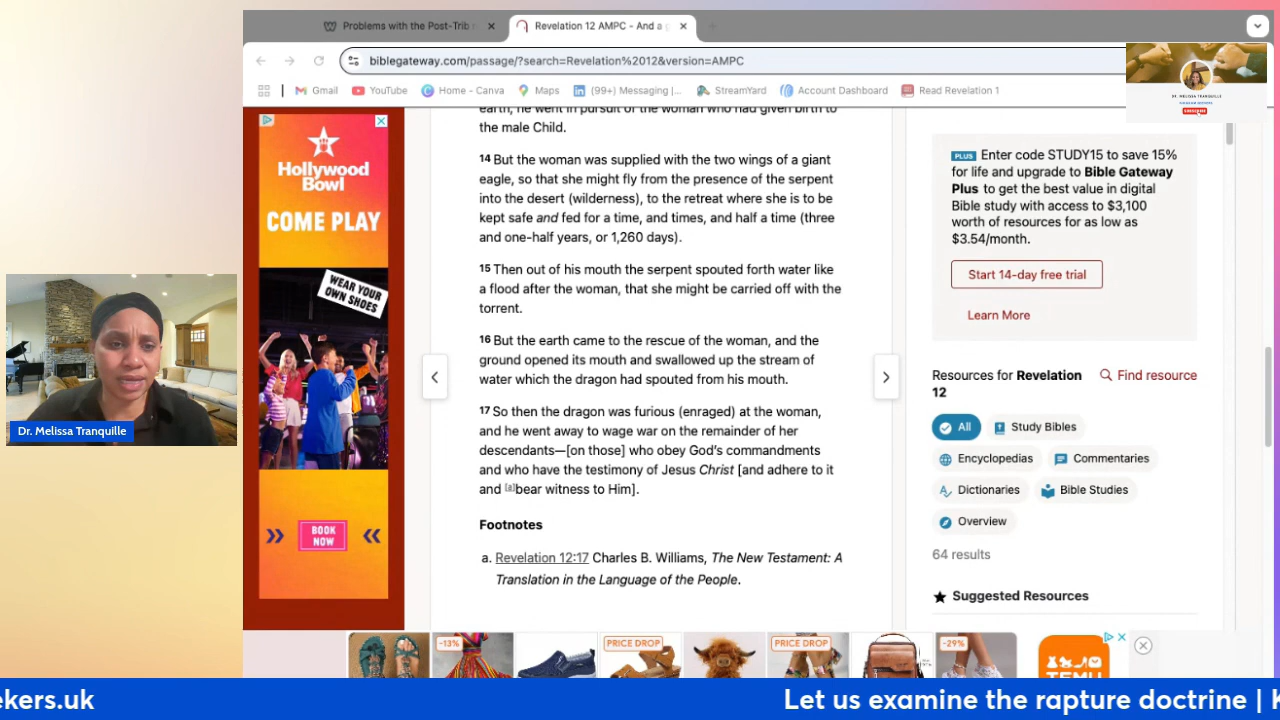 Problems with the Post-Trib
Revelation 12 AMPC - And a
biblegateway.com/passage/?search=Revelation%2012&version=AMPC
Gmail
YouTube
Home - Canva
Maps
(99+) Messaging |...
StreamYard
Account Dashboard
Read Revelation 1
DR. MELISSA TRANQUILLE
SUBSCRIBE
Hollywood
Bowl
COME PLAY
WEAR YOUR
OWN SHOES
BOOK
NOW
earth, he went in pursuit of the woman who had given birth to
the male Child.
14 But the woman was supplied with the two wings of a giant
eagle, so that she might fly from the presence of the serpent
into the desert (wilderness), to the retreat where she is to be
kept safe and fed for a time, and times, and half a time (three
and one-half years, or 1,260 days).
15 Then out of his mouth the serpent spouted forth water like
a flood after the woman, that she might be carried off with the
torrent.
16 But the earth came to the rescue of the woman, and the
ground opened its mouth and swallowed up the stream of
water which the dragon had spouted from his mouth.
17 So then the dragon was furious (enraged) at the woman,
and he went away to wage war on the remainder of her
descendants—[on those] who obey God's commandments
and who have the testimony of Jesus Christ [and adhere to it
and [a]bear witness to Him].
Footnotes
a. Revelation 12:17 Charles B. Williams, The New Testament: A
Translation in the Language of the People.
PLUS Enter code STUDY15 to save 15%
for life and upgrade to Bible Gateway
Plus to get the best value in digital
Bible study with access to $3,100
worth of resources for as low as
$3.54/month.
Start 14-day free trial
Learn More
Resources for Revelation
12
Find resource
All
Study Bibles
Encyclopedias
Commentaries
Dictionaries
Bible Studies
Overview
64 results
Suggested Resources
Dr. Melissa Tranquille
-13%
PRICE DROP
PRICE DROP
-29%
TEMU
ekers.uk
Let us examine the rapture doctrine | K